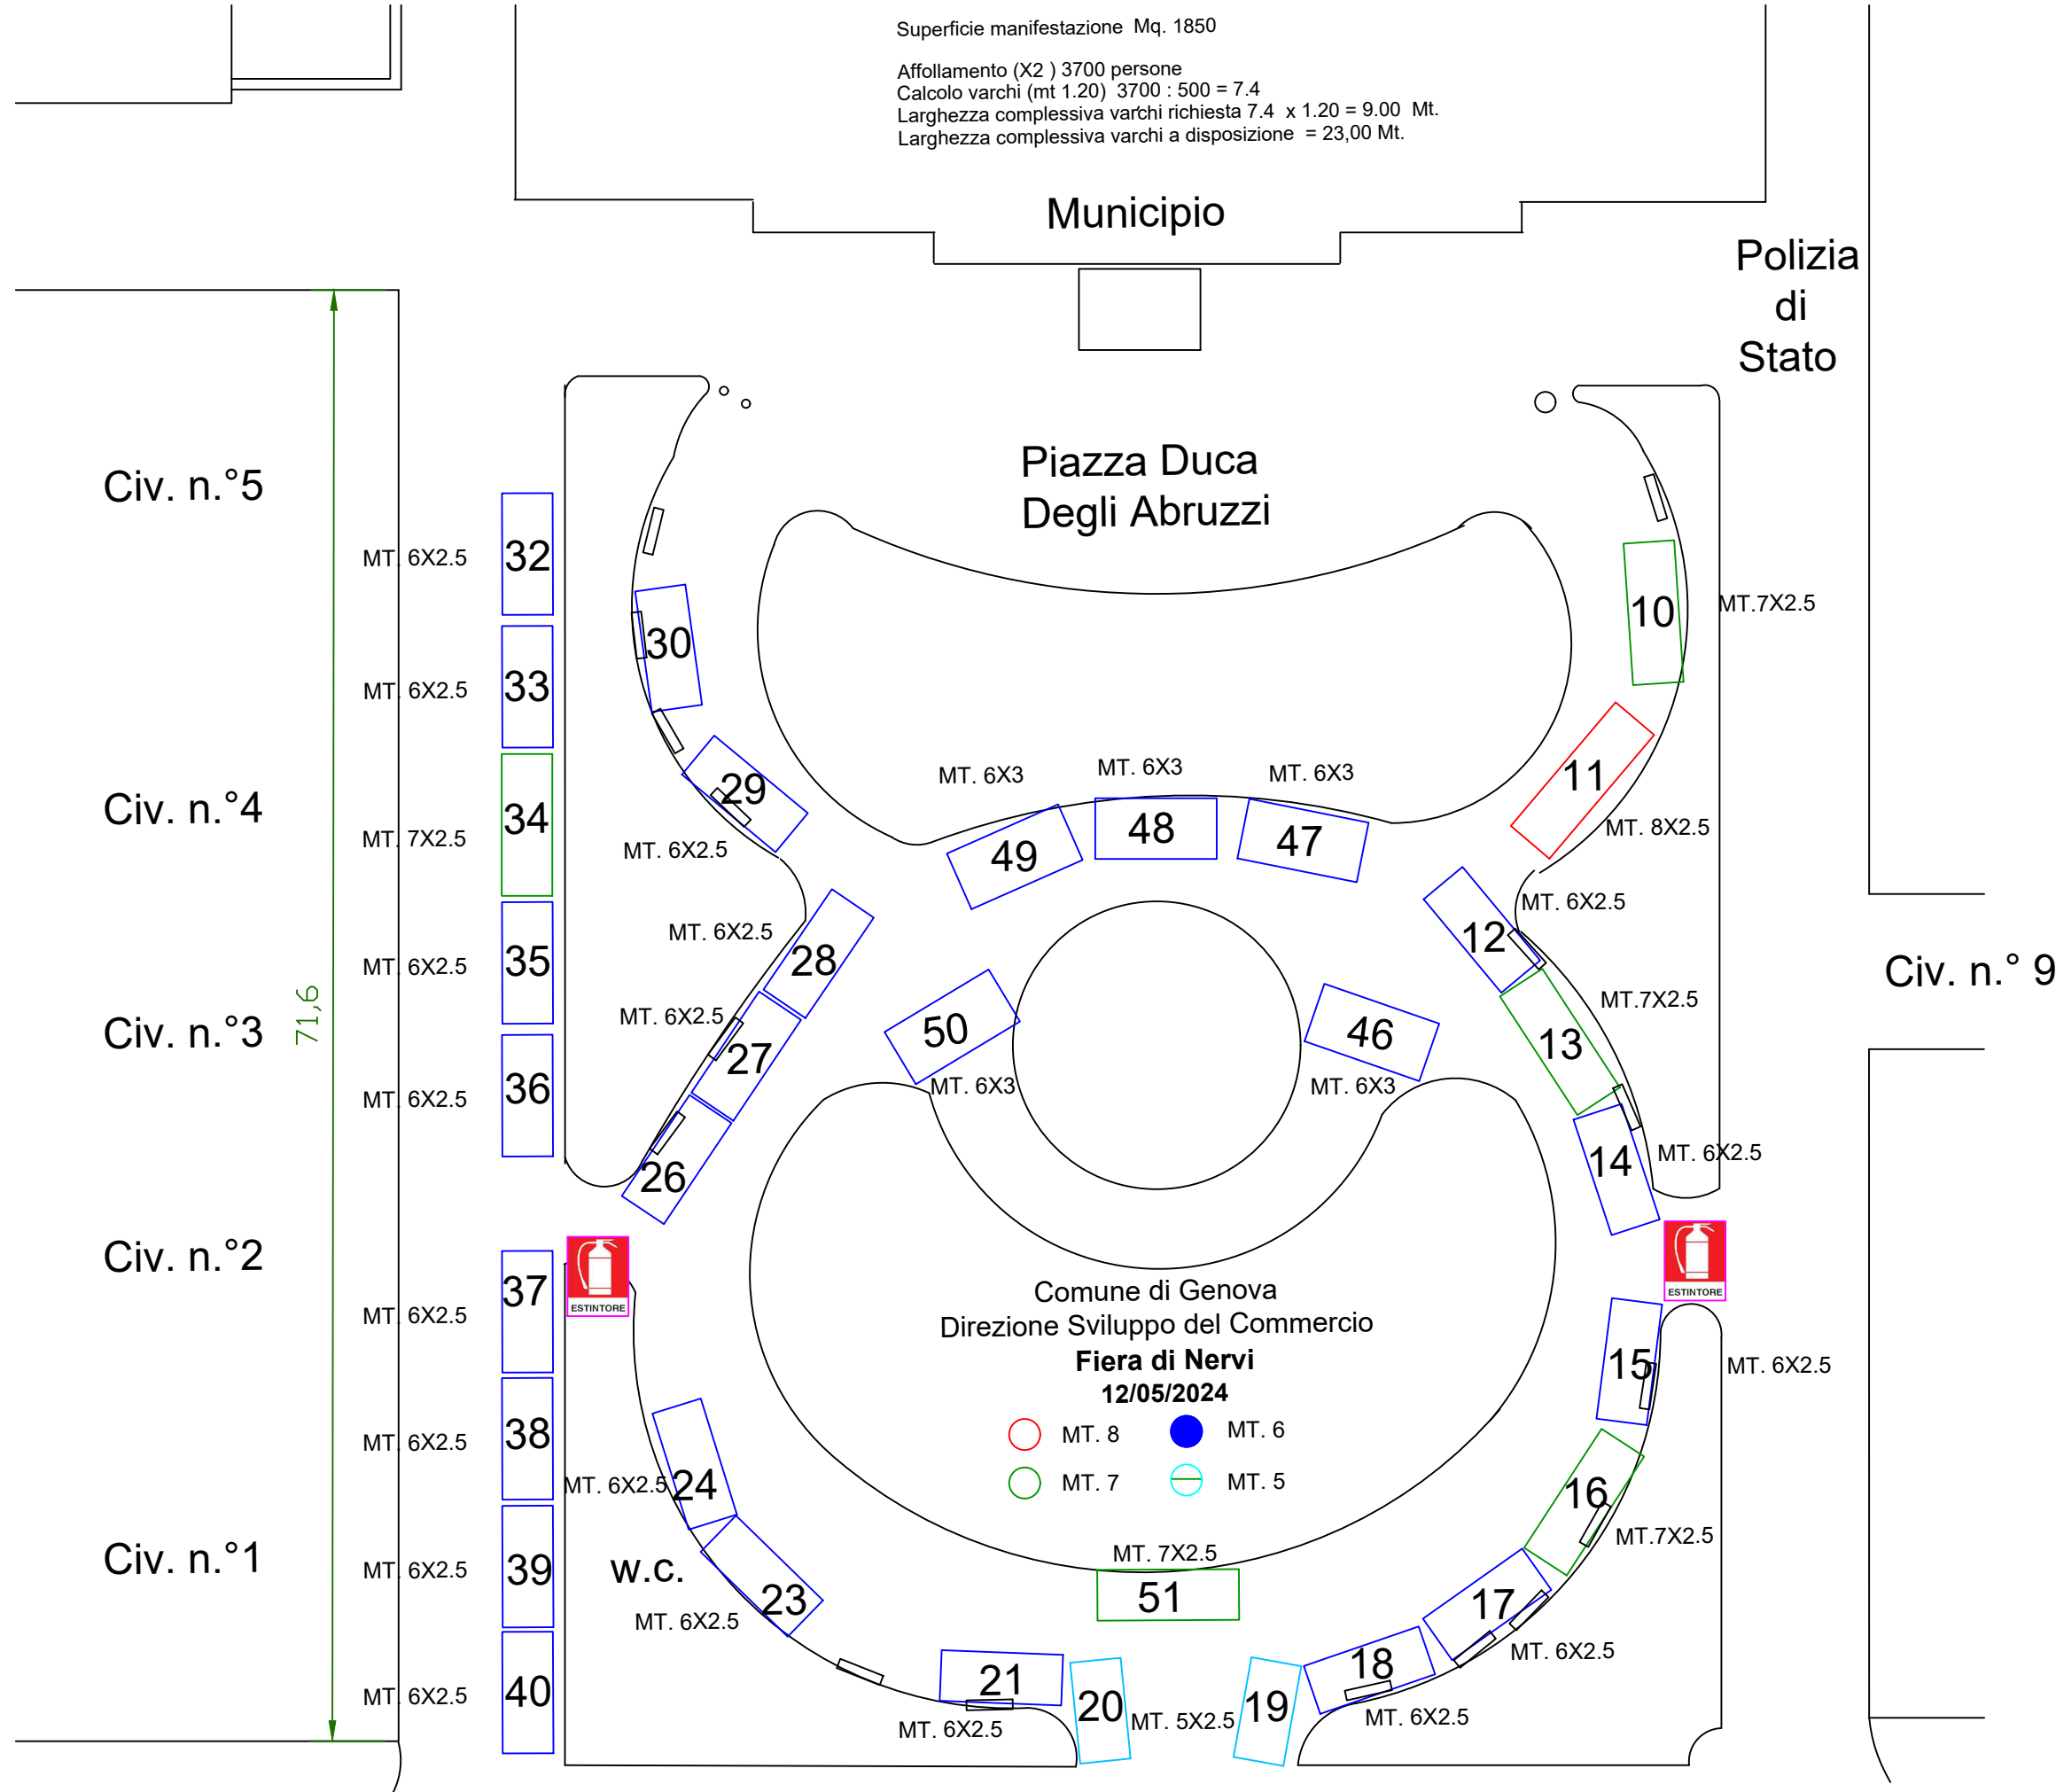 Superficie manifestazione Mq. 1850
Affollamento (X2 ) 3700 persone
Calcolo varchi (mt 1.20) 3700 : 500 = 7.4
Larghezza complessiva varchi richiesta 7.4 x 1.20 = 9.00 Mt.
Larghezza complessiva varchi a disposizione = 23,00 Mt.
Municipio
Polizia
di
Stato
Piazza Duca
Degli Abruzzi
Civ. n.°5
Civ. n.°4
Civ. n.°3
Civ. n.°2
Civ. n.°1
71,6
MT. 6X2.5
32
MT. 6X2.5
33
MT. 7X2.5
34
MT. 6X2.5
35
MT. 6X2.5
36
MT. 6X2.5
37
MT. 6X2.5
38
MT. 6X2.5
39
MT. 6X2.5
40
30
29
MT. 6X2.5
MT. 6X2.5
28
MT. 6X2.5
27
26
ESTINTORE
MT. 6X2.5
24
w.c.
23
MT. 6X2.5
21
MT. 6X2.5
20
MT. 5X2.5
19
MT. 6X3
49
MT. 6X3
48
MT. 6X3
47
50
MT. 6X3
46
MT. 6X3
Comune di Genova
Direzione Sviluppo del Commercio
Fiera di Nervi
12/05/2024
MT. 8
MT. 6
MT. 7
MT. 5
MT. 7X2.5
51
10
MT.7X2.5
11
MT. 8X2.5
12
MT. 6X2.5
13
MT.7X2.5
14
MT. 6X2.5
ESTINTORE
15
MT. 6X2.5
16
MT.7X2.5
17
MT. 6X2.5
18
MT. 6X2.5
Civ. n.° 9